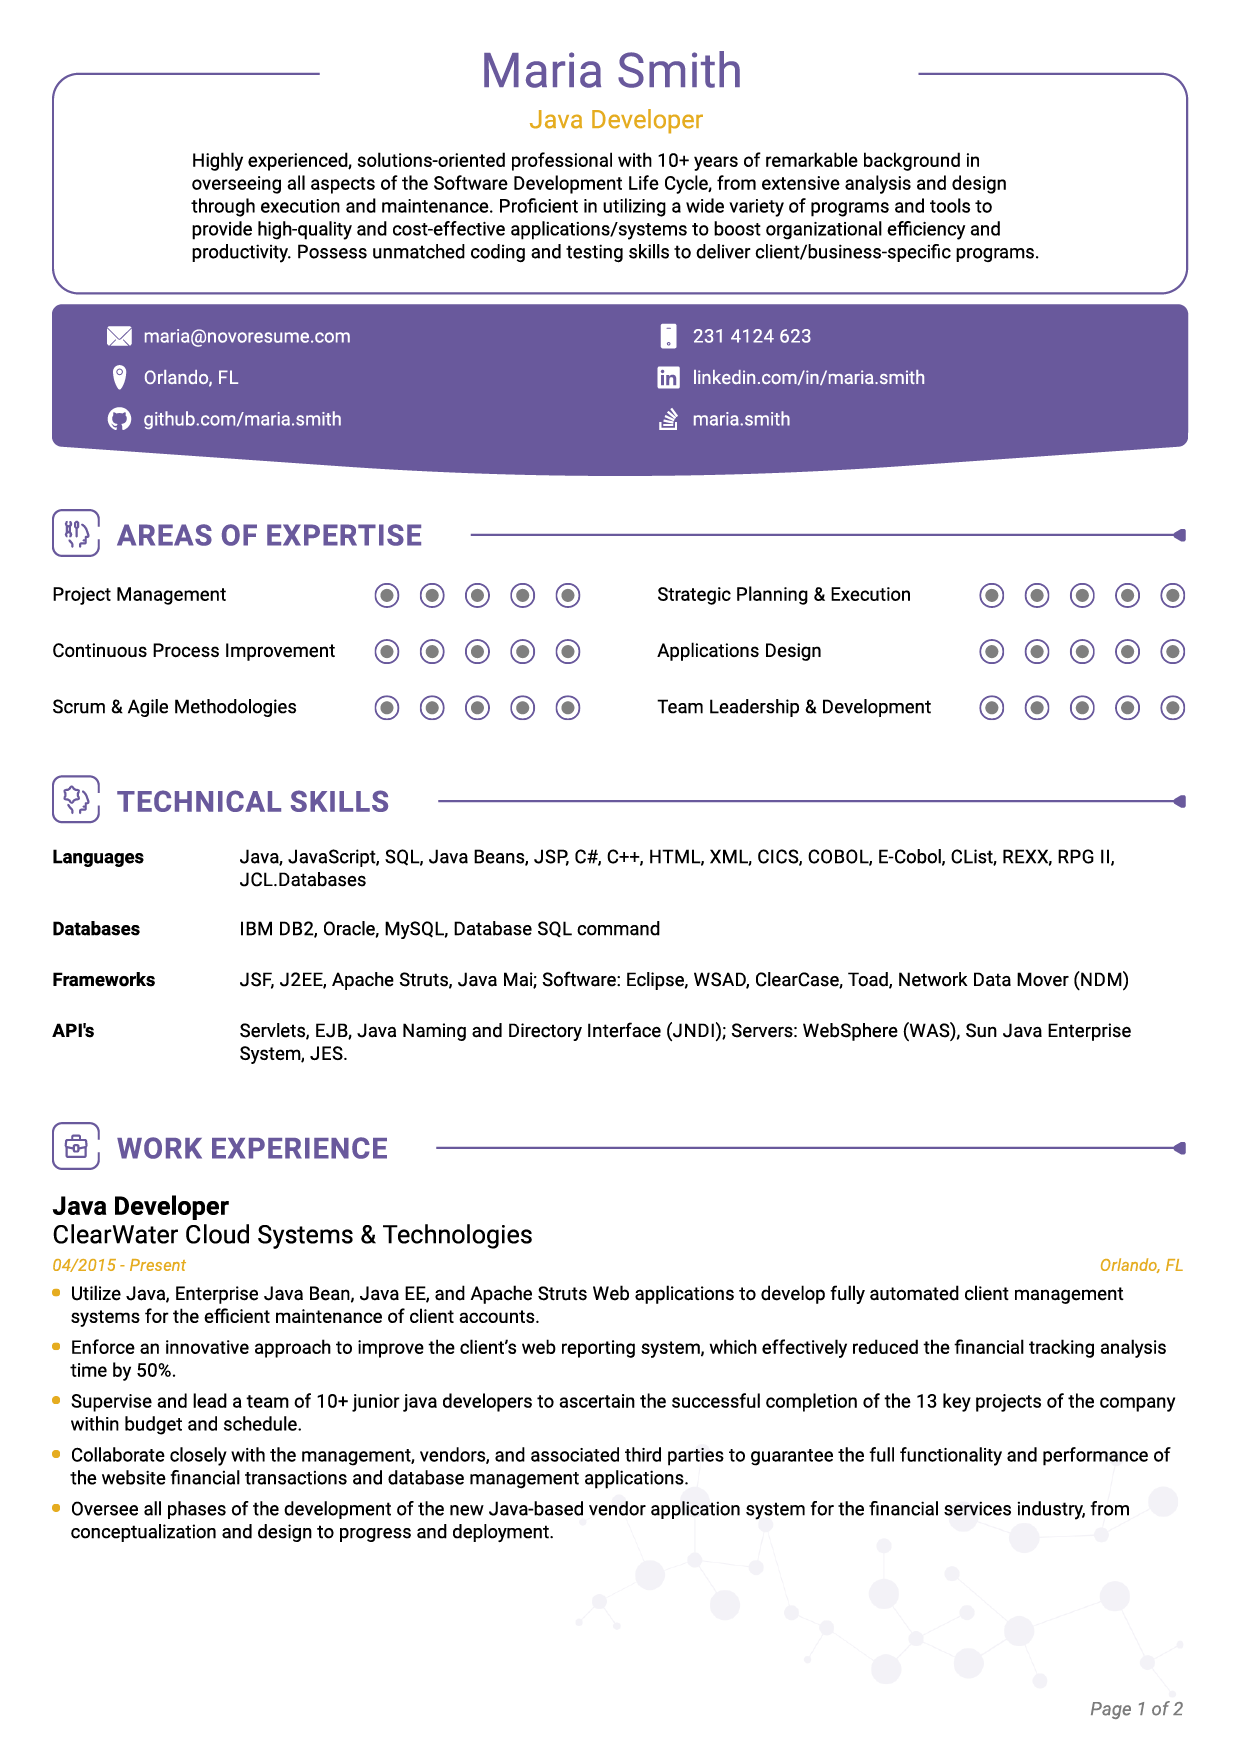 Maria Smith
Java Developer
Highly experienced, solutions-oriented professional with 10+ years of remarkable background in
overseeing all aspects of the Software Development Life Cycle, from extensive analysis and design
through execution and maintenance. Proficient in utilizing a wide variety of programs and tools to
provide high-quality and cost-effective applications/systems to boost organizational efficiency and
productivity. Possess unmatched coding and testing skills to deliver client/business-specific programs.
maria@novoresume.com
231 4124 623
Orlando, FL
linkedin.com/in/maria.smith
github.com/maria.smith
maria.smith
AREAS OF EXPERTISE
Project Management
Strategic Planning & Execution
Continuous Process Improvement
Applications Design
Scrum & Agile Methodologies
Team Leadership & Development
TECHNICAL SKILLS
Languages Java, JavaScript, SQL, Java Beans, JSP, C#, C++, HTML, XML, CICS, COBOL, E-Cobol, CList, REXX, RPG II,
JCL.Databases
Databases IBM DB2, Oracle, MySQL, Database SQL command
Frameworks JSF, J2EE, Apache Struts, Java Mai; Software: Eclipse, WSAD, ClearCase, Toad, Network Data Mover (NDM)
API's Servlets, EJB, Java Naming and Directory Interface (JNDI); Servers: WebSphere (WAS), Sun Java Enterprise
System, JES.
WORK EXPERIENCE
Java Developer
ClearWater Cloud Systems & Technologies
04/2015 - Present Orlando, FL
Utilize Java, Enterprise Java Bean, Java EE, and Apache Struts Web applications to develop fully automated client management
systems for the efficient maintenance of client accounts.
Enforce an innovative approach to improve the client’s web reporting system, which effectively reduced the financial tracking analysis
time by 50%.
Supervise and lead a team of 10+ junior java developers to ascertain the successful completion of the 13 key projects of the company
within budget and schedule.
Collaborate closely with the management, vendors, and associated third parties to guarantee the full functionality and performance of
the website financial transactions and database management applications.
Oversee all phases of the development of the new Java-based vendor application system for the financial services industry, from
conceptualization and design to progress and deployment.
Page 1 of 2